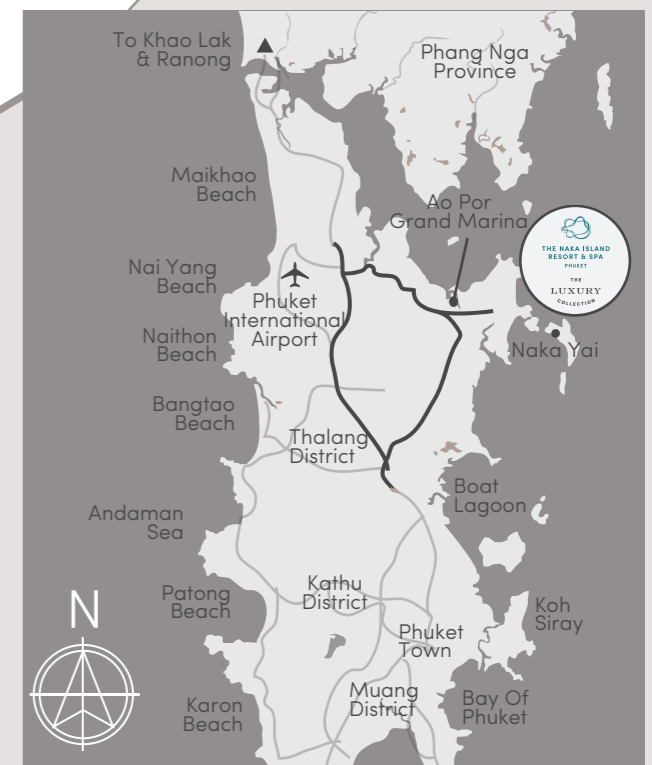 To Khao Lak
& Ranong
Phang Nga
Province
Maikhao
Beach
Ao Por
Grand Marina
THE NAKA ISLAND
RESORT & SPA
PHUKET
THE
LUXURY
COLLECTION
Nai Yang
Beach
Phuket
International
Airport
Naithon
Beach
Naka Yai
Bangtao
Beach
Thalang
District
Boat
Lagoon
Andaman
Sea
Kathu
District
Patong
Beach
Koh
Siray
N
Phuket
Town
Muang
District
Karon
Beach
Bay Of
Phuket